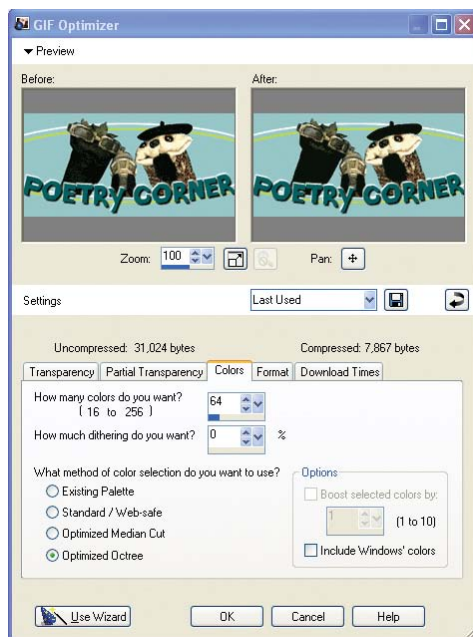 GIF Optimizer
Preview
Before:
After:
POETRY CORNER
POETRY CORNER
Zoom: 100
Pan:
Settings
Last Used
Uncompressed: 31,024 bytes
Compressed: 7,867 bytes
Transparency
Partial Transparency
Colors
Format
Download Times
How many colors do you want?
( 16 to 256 )
64
How much dithering do you want?
0 %
What method of color selection do you want to use?
Existing Palette
Standard / Web-safe
Optimized Median Cut
Optimized Octree
Options
Boost selected colors by:
1 (1 to 10)
Include Windows' colors
Use Wizard
OK
Cancel
Help